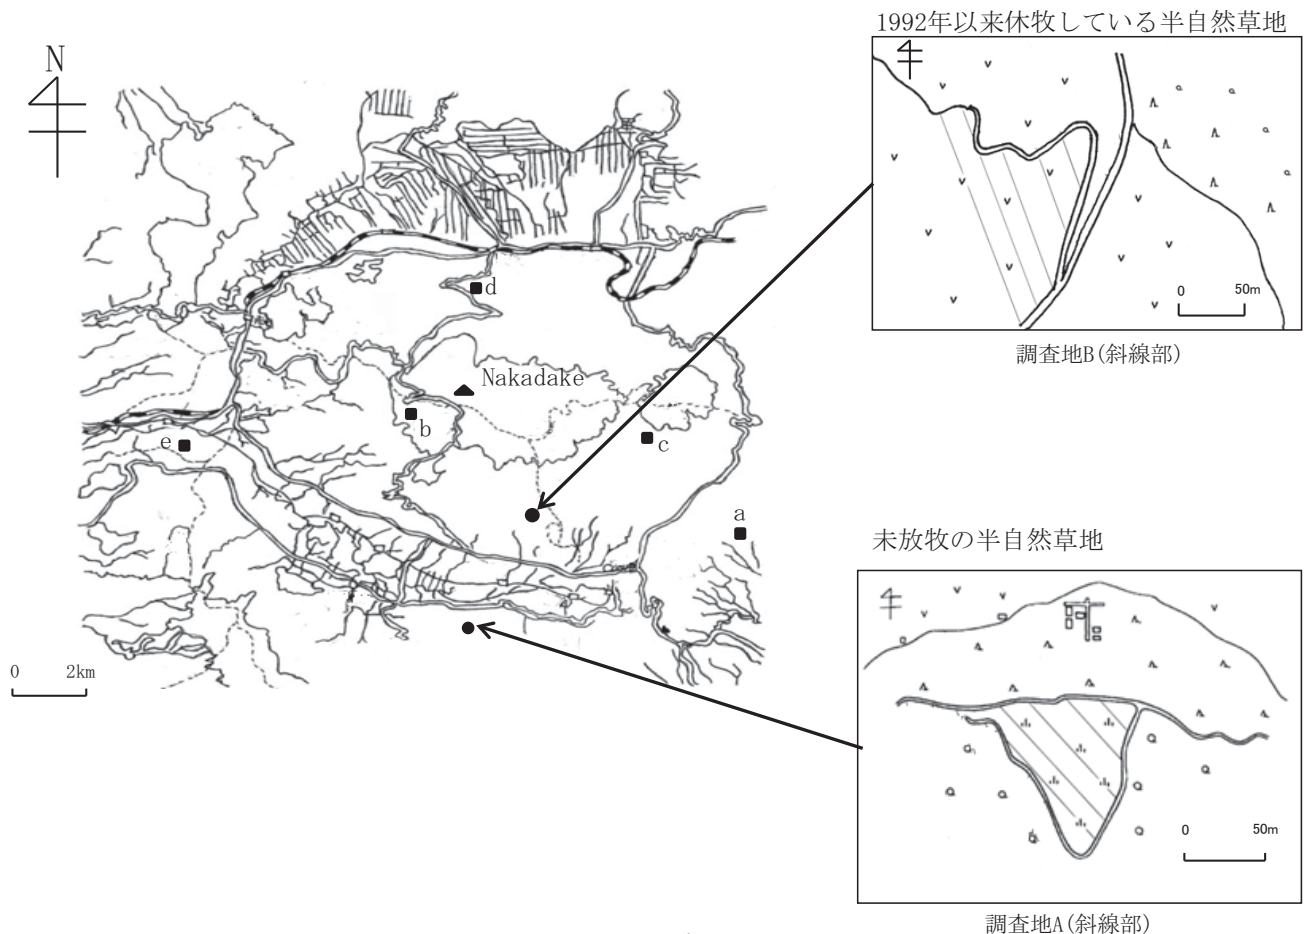 1992年以来休牧している半自然草地
N
0 50m
調査地B(斜線部)
d
Nakadake
b
c
e
a
未放牧の半自然草地
0 2km
0 50m
調査地A(斜線部)